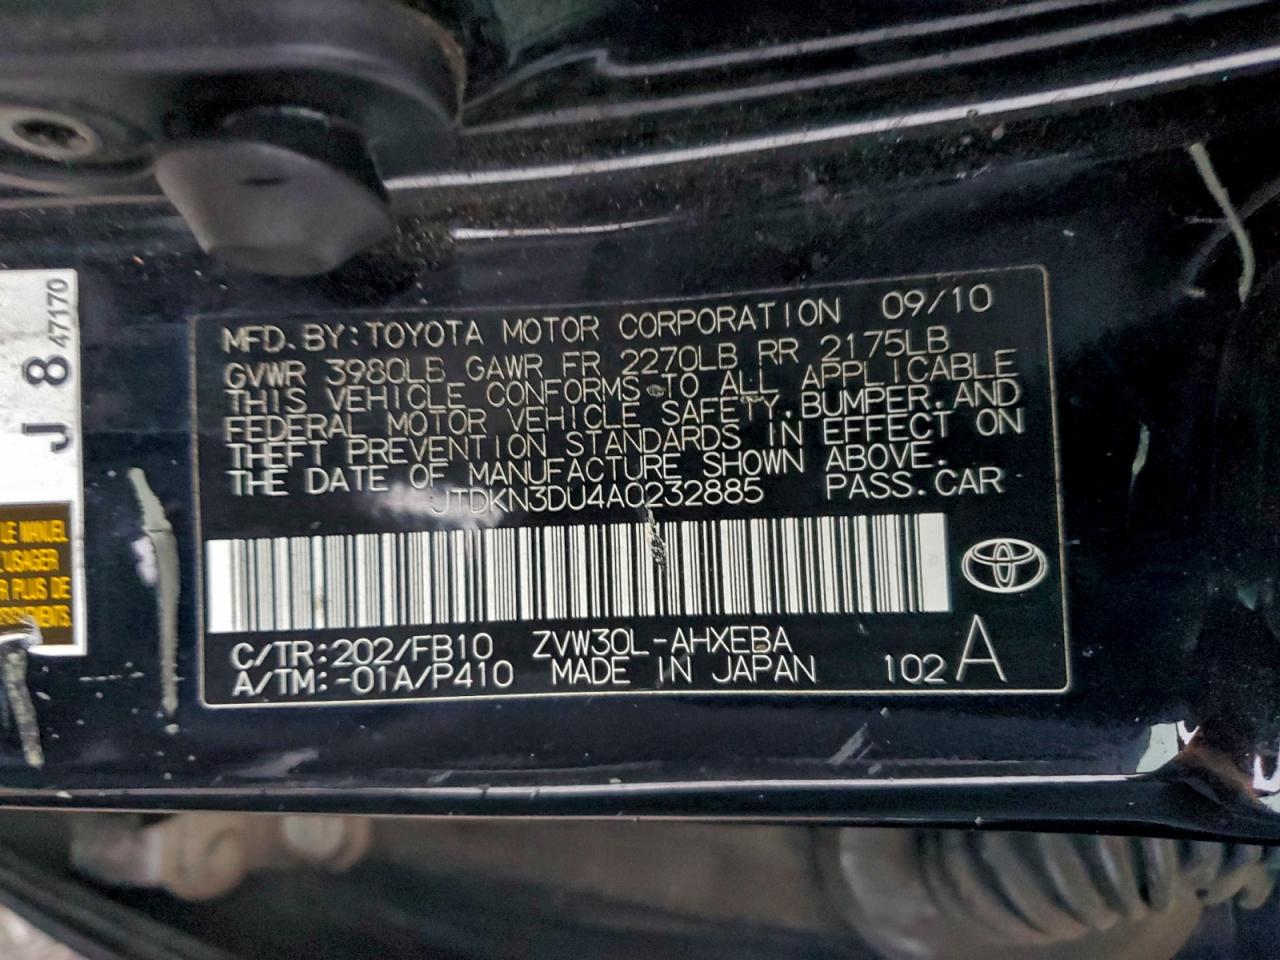 MFD. BY: TOYOTA MOTOR CORPORATION 09/10
GVWR 3980LB GAWR FR 2270LB RR 2175LB
THIS VEHICLE CONFORMS TO ALL APPLICABLE
FEDERAL MOTOR VEHICLE SAFETY, BUMPER, AND
THEFT PREVENTION STANDARDS IN EFFECT ON
THE DATE OF MANUFACTURE SHOWN ABOVE.
JTDKN3DU4A0232885 PASS. CAR
C/TR: 202/FB10 ZVW30L-AHXEBA
A/TM: -01A/P410 MADE IN JAPAN 102 A
J 8 47170
LE MANUEL
L'USAGER
R PLUS DE